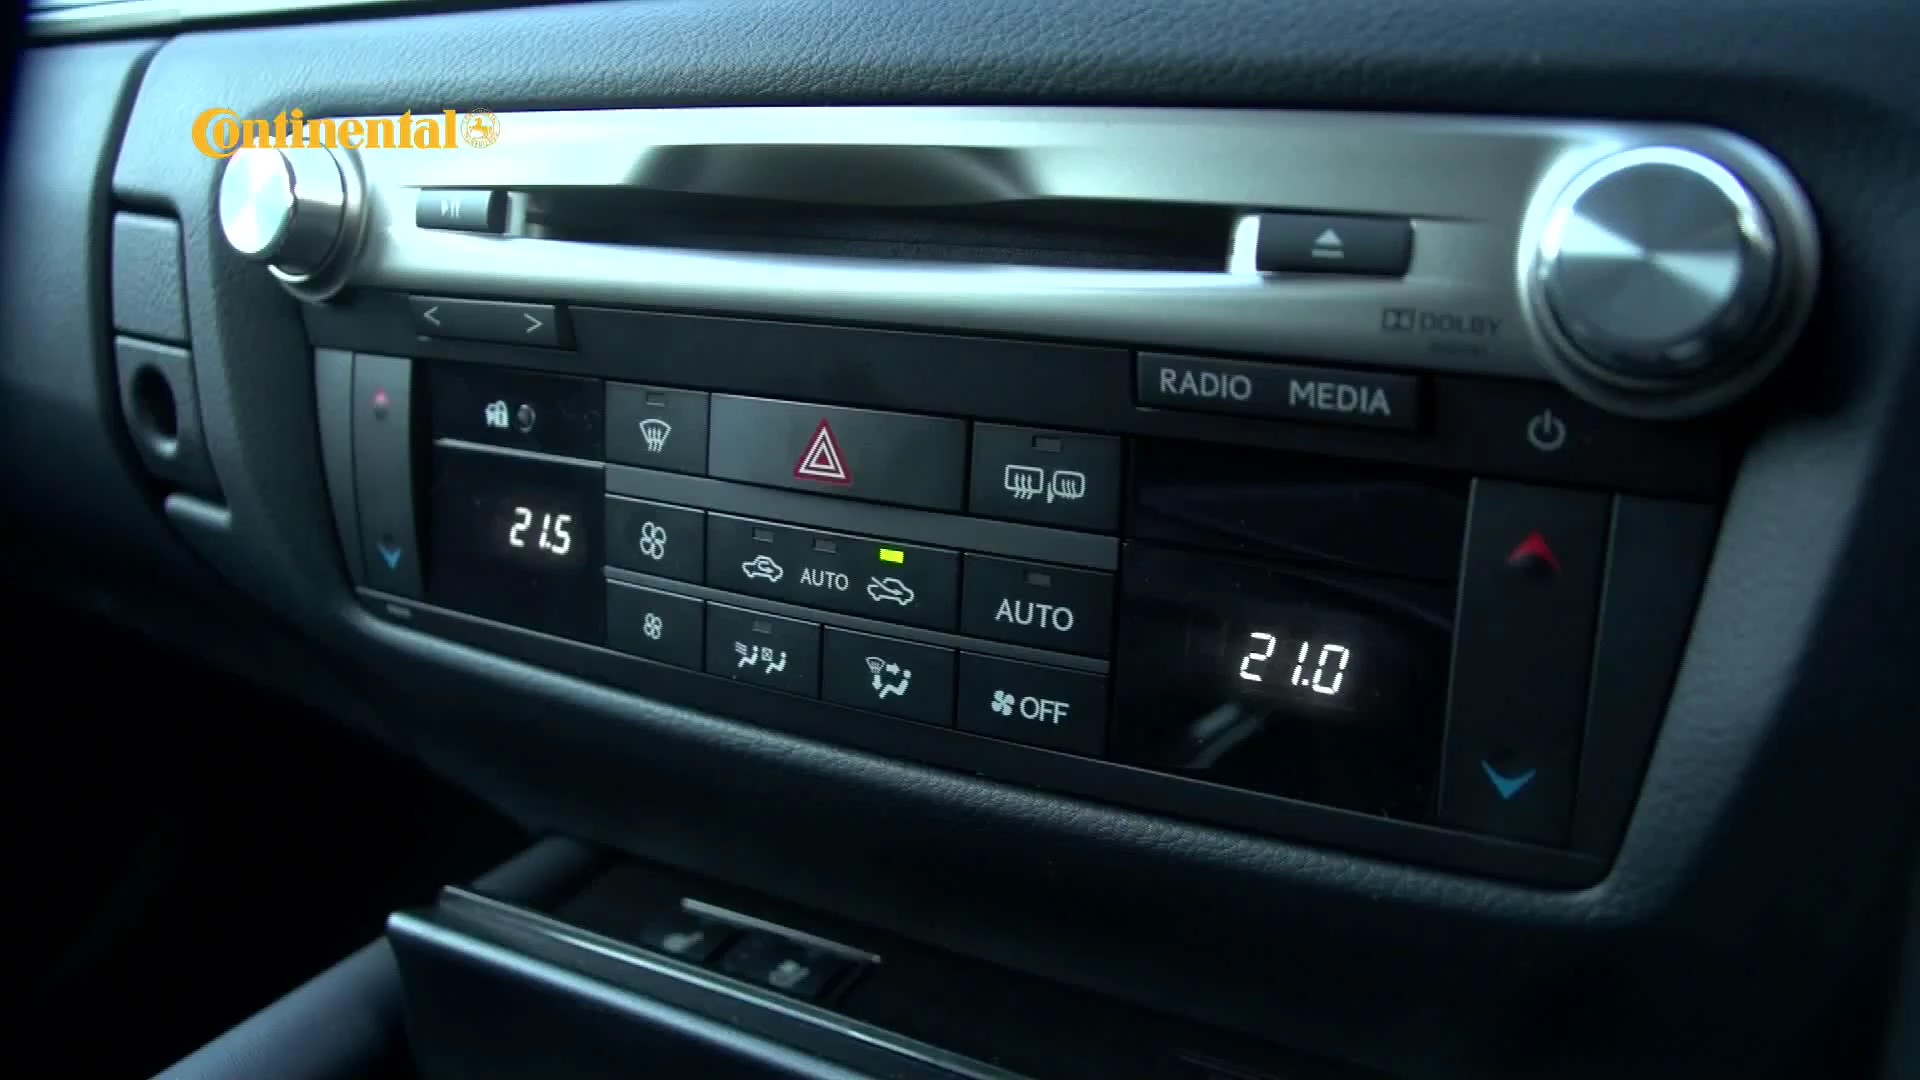 Continental
DOLBY
RADIO MEDIA
21.5
AUTO
AUTO
21.0
OFF